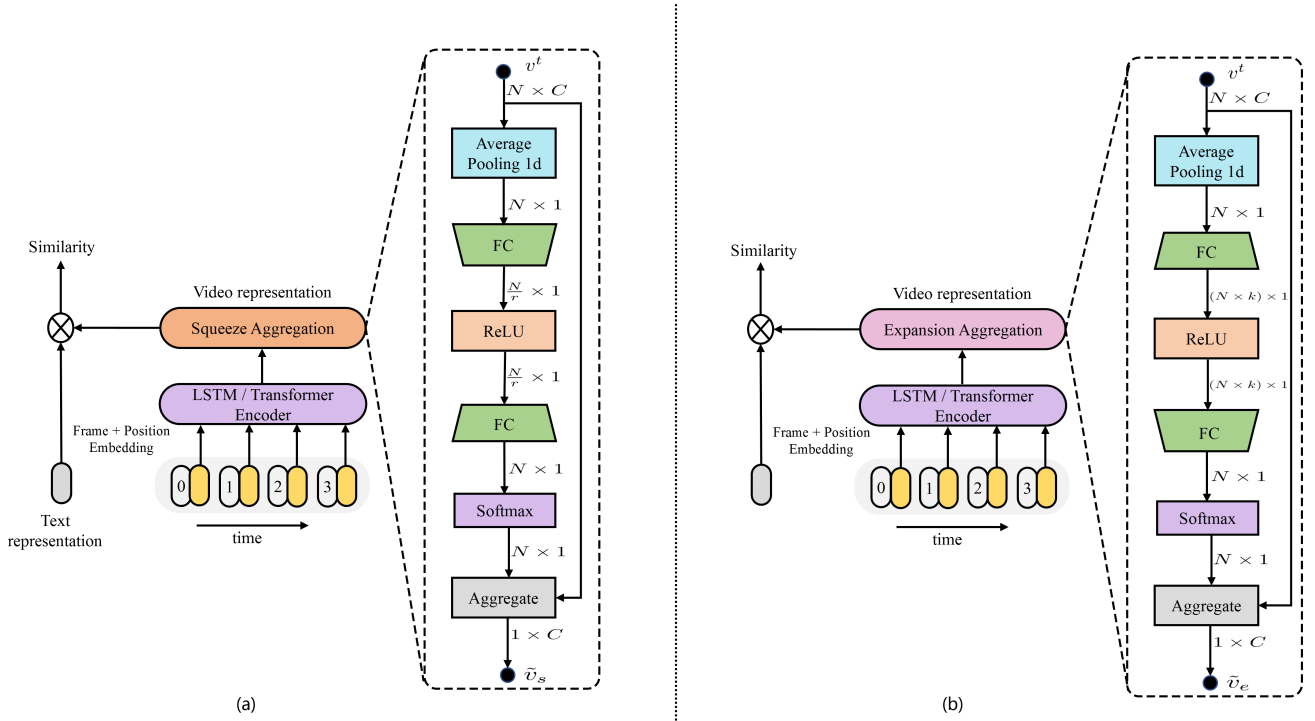 v^t
N × C
Average
Pooling 1d
N × 1
FC
N/r × 1
ReLU
N/r × 1
FC
N × 1
Softmax
N × 1
Aggregate
1 × C
ṽ_s
Similarity
Video representation
Squeeze Aggregation
LSTM / Transformer
Encoder
Frame + Position
Embedding
0 1 2 3
time
Text
representation
(a)
v^t
N × C
Average
Pooling 1d
N × 1
FC
(N × k) × 1
ReLU
(N × k) × 1
FC
N × 1
Softmax
N × 1
Aggregate
1 × C
ṽ_e
Similarity
Video representation
Expansion Aggregation
LSTM / Transformer
Encoder
Frame + Position
Embedding
0 1 2 3
time
(b)